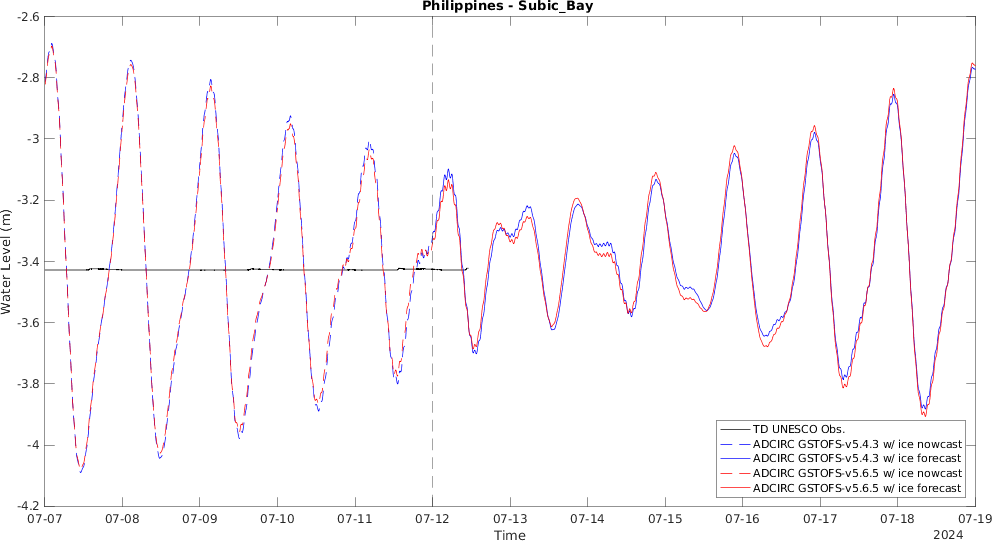 Philippines - Subic_Bay
-2.6
-2.8
-3
-3.2
-3.4
-3.6
-3.8
-4
-4.2
Water Level (m)
07-07 07-08 07-09 07-10 07-11 07-12 07-13 07-14 07-15 07-16 07-17 07-18 07-19
Time
2024
TD UNESCO Obs.
ADCIRC GSTOFS-v5.4.3 w/ ice nowcast
ADCIRC GSTOFS-v5.4.3 w/ ice forecast
ADCIRC GSTOFS-v5.6.5 w/ ice nowcast
ADCIRC GSTOFS-v5.6.5 w/ ice forecast